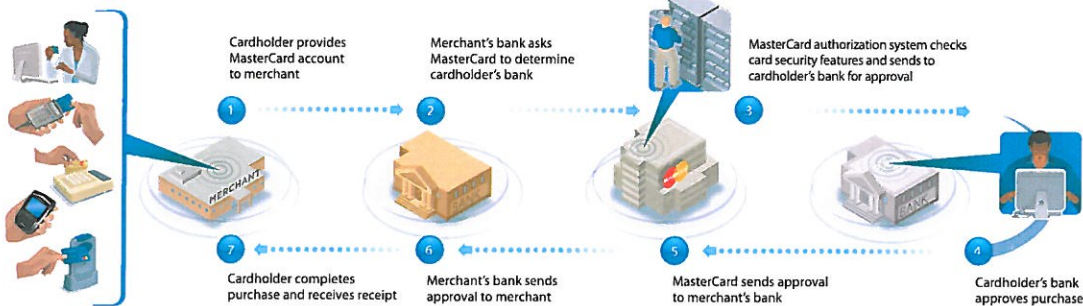 Cardholder provides
MasterCard account
to merchant
Merchant's bank asks
MasterCard to determine
cardholder's bank
MasterCard authorization system checks
card security features and sends to
cardholder's bank for approval
1
2
3
MERCHANT
BANK
BANK
7
6
5
4
Cardholder completes
purchase and receives receipt
Merchant's bank sends
approval to merchant
MasterCard sends approval
to merchant's bank
Cardholder's bank
approves purchase